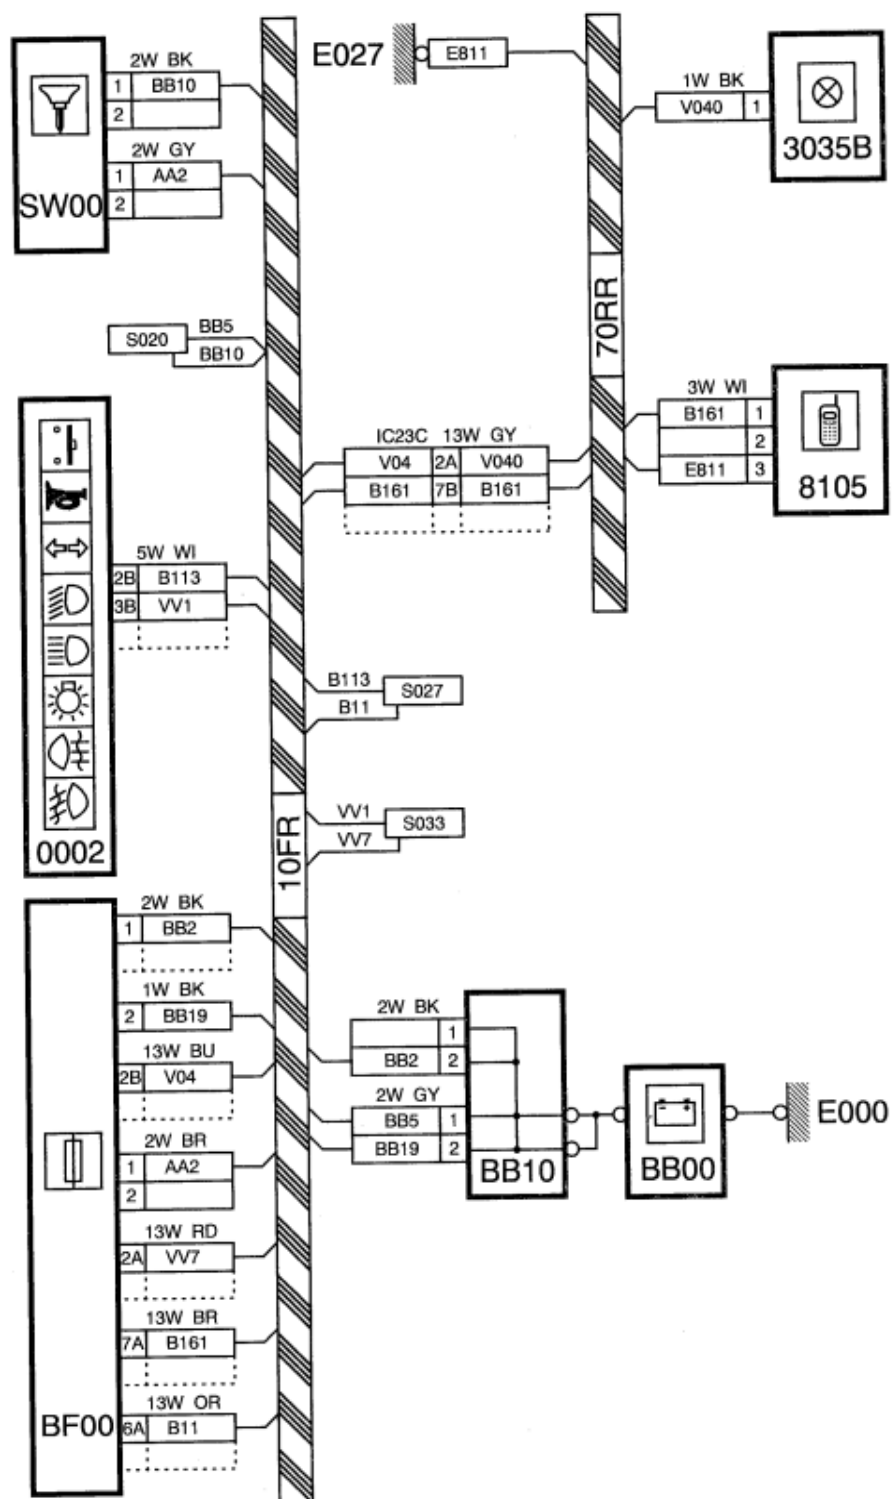 2W BK
1 BB10
2
2W GY
1 AA2
2
SW00
E027
E811
1W BK
V040 1
3035B
70RR
S020
BB5
BB10
3W WI
B161 1
2
E811 3
8105
IC23C 13W GY
V04 2A V040
B161 7B B161
5W WI
2B B113
3B VV1
0002
B113
B11
S027
10FR
VV1
VV7
S033
2W BK
1 BB2
1W BK
2 BB19
13W BU
2B V04
2W BR
1 AA2
2
13W RD
2A VV7
13W BR
7A B161
13W OR
6A B11
BF00
2W BK
1
BB2 2
2W GY
BB5 1
BB19 2
BB10
BB00
E000